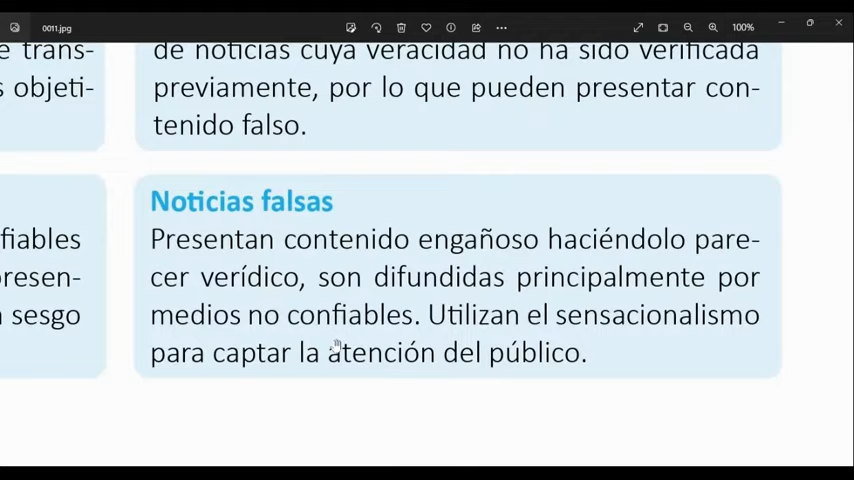 0011.jpg
100%
e trans-
s objeti-
de noticias cuya veracidad no ha sido verificada
previamente, por lo que pueden presentar con-
tenido falso.
fiables
resen-
sesgo
Noticias falsas
Presentan contenido engañoso haciéndolo pare-
cer verídico, son difundidas principalmente por
medios no confiables. Utilizan el sensacionalismo
para captar la atención del público.